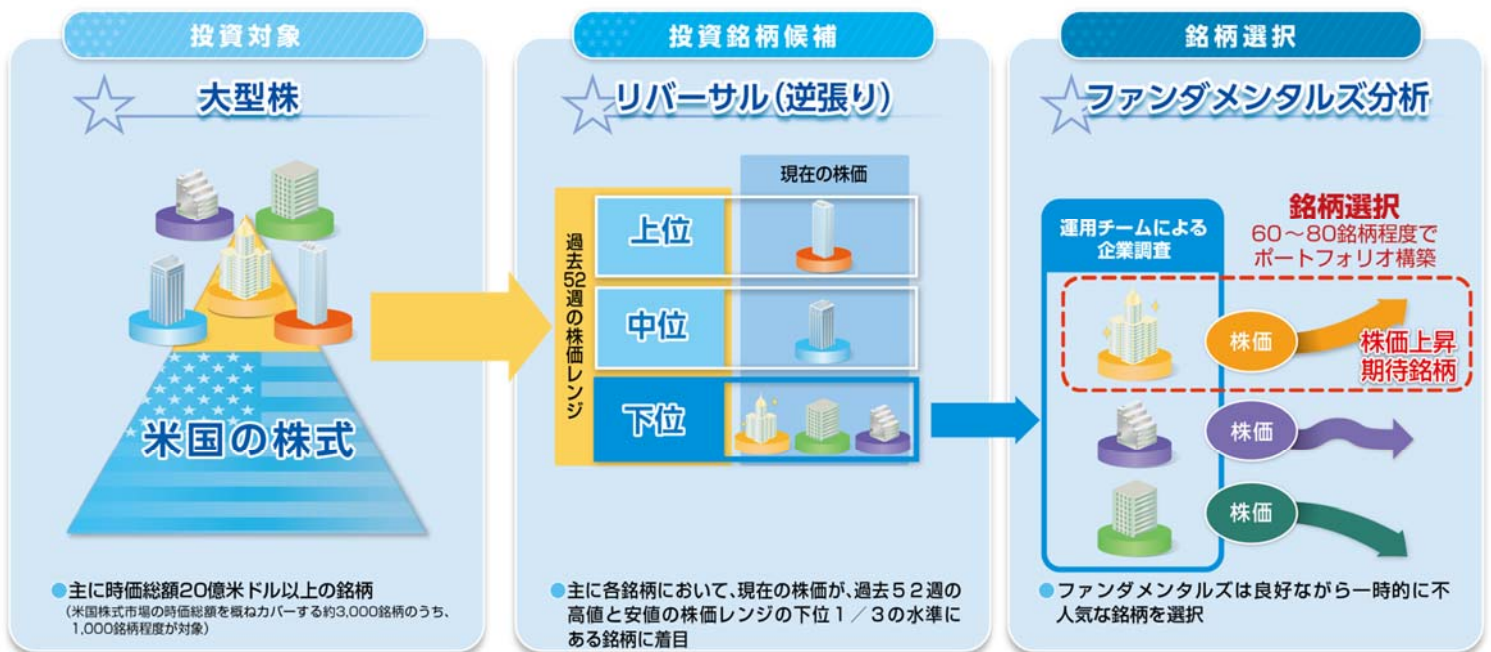 投資対象
大型株
米国の株式
●主に時価総額20億米ドル以上の銘柄
(米国株式市場の時価総額を概ねカバーする約3,000銘柄のうち、
1,000銘柄程度が対象)
投資銘柄候補
リバーサル(逆張り)
現在の株価
過去52週の株価レンジ
上位
中位
下位
●主に各銘柄において、現在の株価が、過去52週の
高値と安値の株価レンジの下位1/3の水準に
ある銘柄に着目
銘柄選択
ファンダメンタルズ分析
運用チームによる
企業調査
銘柄選択
60~80銘柄程度で
ポートフォリオ構築
株価
株価上昇
期待銘柄
株価
株価
●ファンダメンタルズは良好ながら一時的に不
人気な銘柄を選択